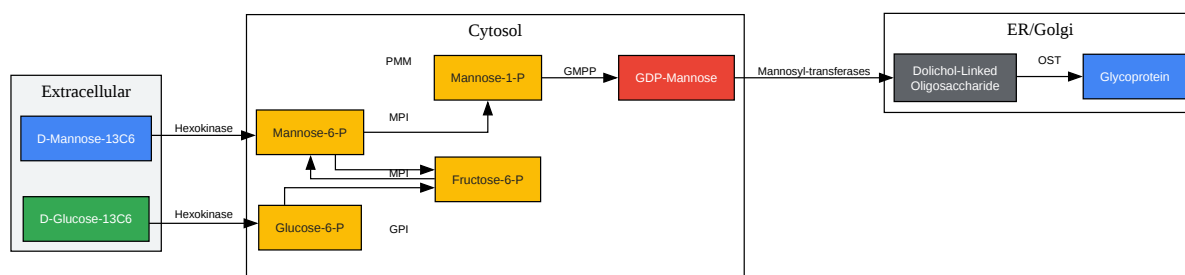 Extracellular
D-Mannose-13C6
D-Glucose-13C6
Hexokinase
Hexokinase
Cytosol
PMM
Mannose-1-P
GMPP
GDP-Mannose
Mannose-6-P
MPI
MPI
Fructose-6-P
Glucose-6-P
GPI
Mannosyl-transferases
ER/Golgi
Dolichol-Linked
Oligosaccharide
OST
Glycoprotein